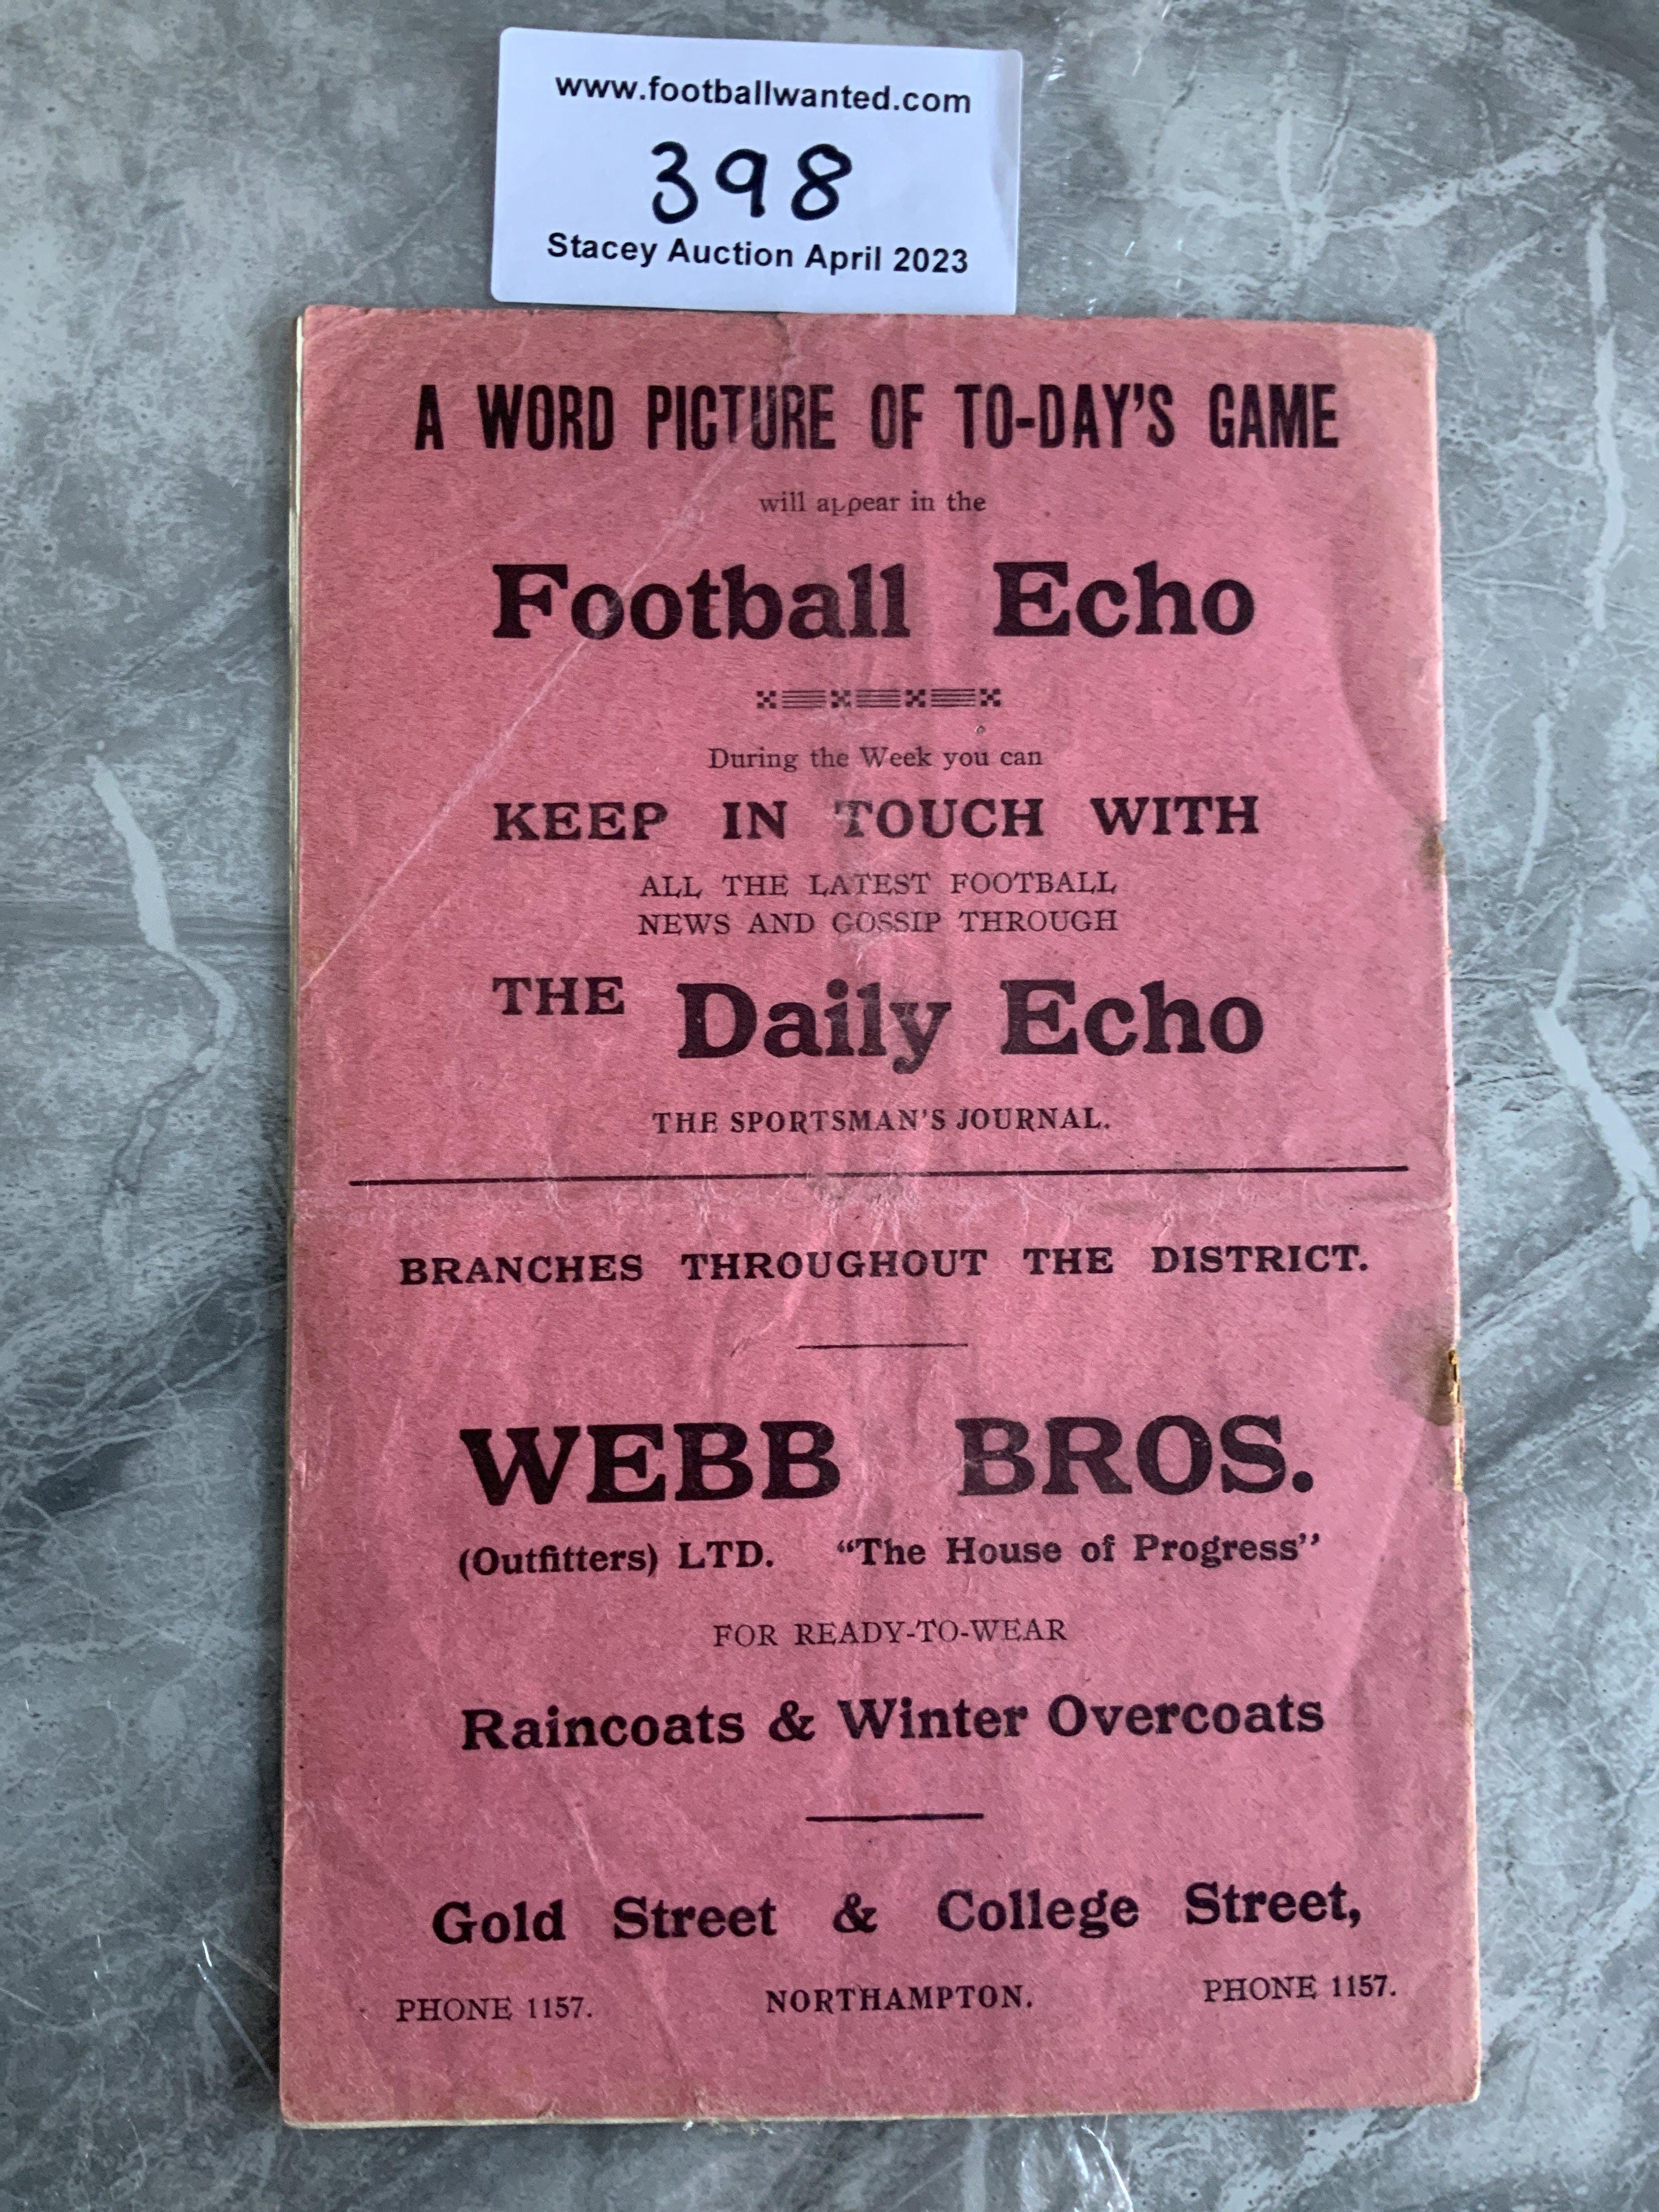 www.footballwanted.com
398
Stacey Auction April 2023
A WORD PICTURE OF TO-DAY'S GAME
will appear in the
Football Echo
During the Week you can
KEEP IN TOUCH WITH
ALL THE LATEST FOOTBALL
NEWS AND GOSSIP THROUGH
THE Daily Echo
THE SPORTSMAN'S JOURNAL.
BRANCHES THROUGHOUT THE DISTRICT.
WEBB BROS.
(Outfitters) LTD. "The House of Progress"
FOR READY-TO-WEAR
Raincoats & Winter Overcoats
Gold Street & College Street,
PHONE 1157. NORTHAMPTON. PHONE 1157.